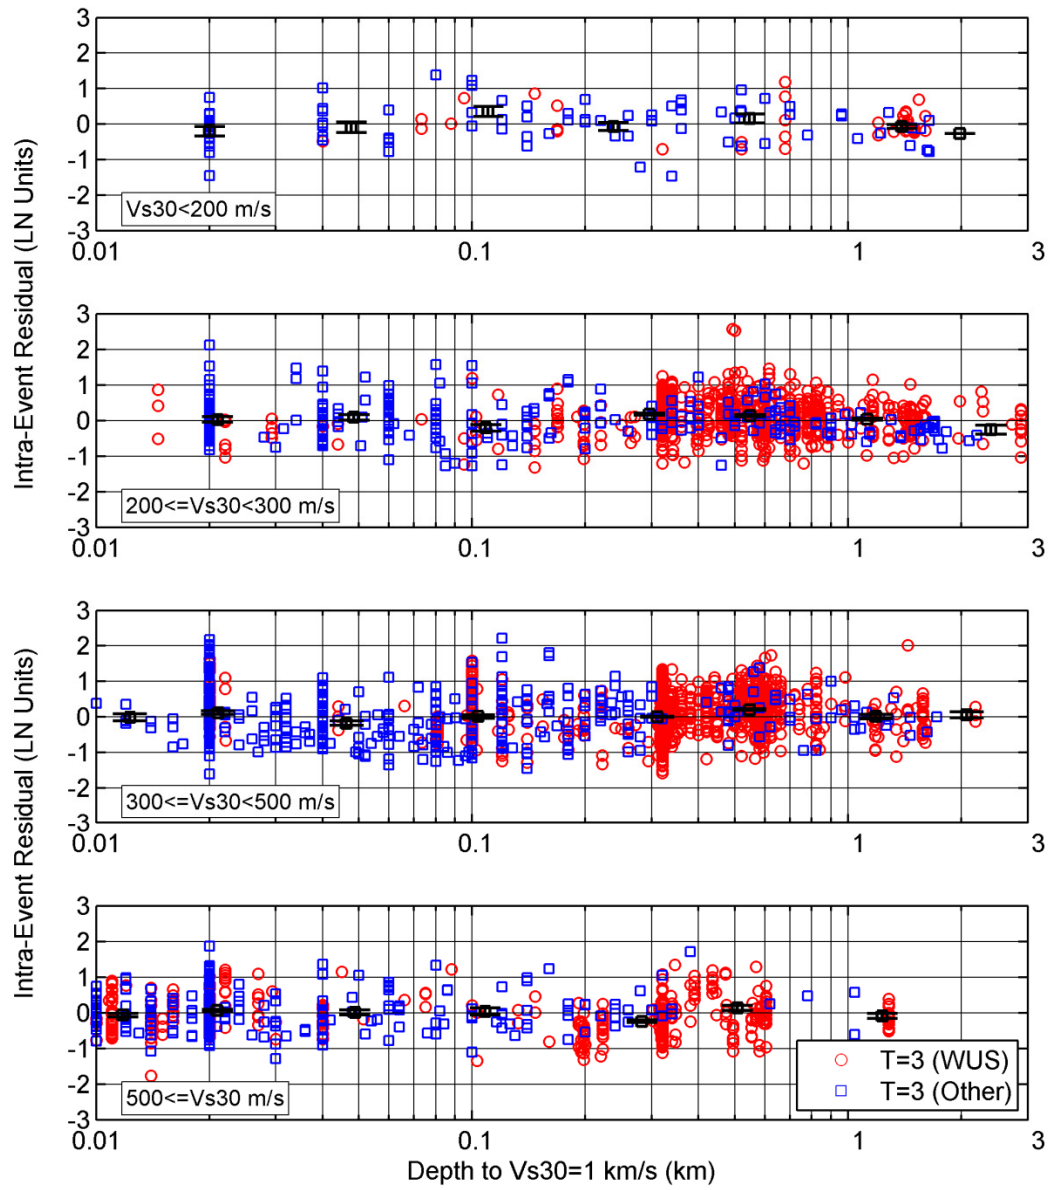 3
2
1
0
-1
-2
-3
Vs30<200 m/s
0.01 0.1 1 3
Intra-Event Residual (LN Units)
3
2
1
0
-1
-2
-3
200<=Vs30<300 m/s
0.01 0.1 1 3
3
2
1
0
-1
-2
-3
300<=Vs30<500 m/s
0.01 0.1 1 3
Intra-Event Residual (LN Units)
3
2
1
0
-1
-2
-3
500<=Vs30 m/s
T=3 (WUS)
T=3 (Other)
0.01 0.1 1 3
Depth to Vs30=1 km/s (km)